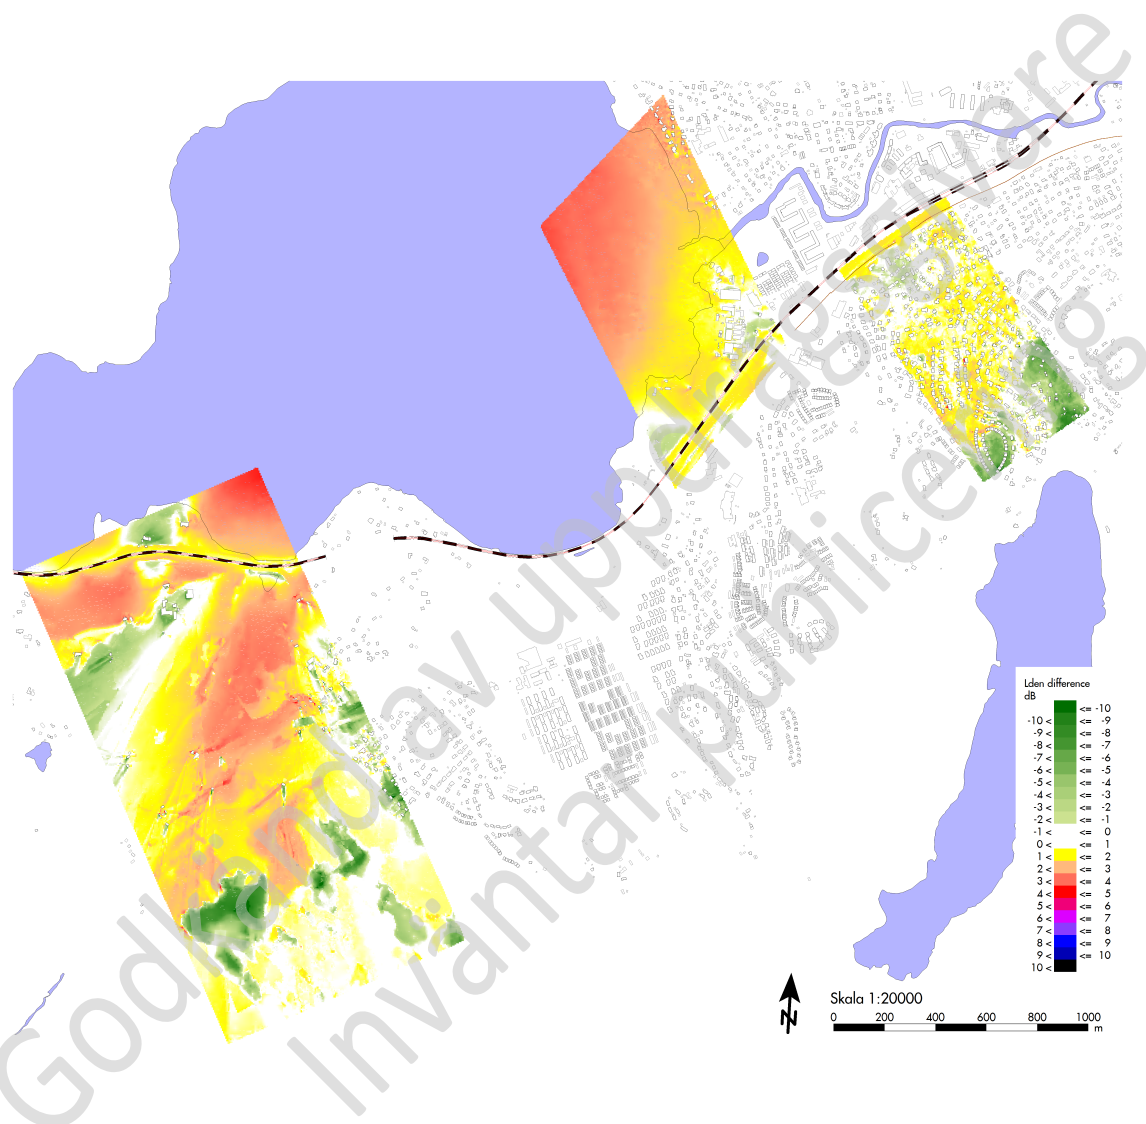 Godkänd av uppdragsgivare
Inväntar publicering
Lden difference
dB
<= -10
-10 < <= -9
-9 < <= -8
-8 < <= -7
-7 < <= -6
-6 < <= -5
-5 < <= -4
-4 < <= -3
-3 < <= -2
-2 < <= -1
-1 < <= 0
0 < <= 1
1 < <= 2
2 < <= 3
3 < <= 4
4 < <= 5
5 < <= 6
6 < <= 7
7 < <= 8
8 < <= 9
9 < <= 10
10 <
N
Skala 1:20000
0 200 400 600 800 1000
m